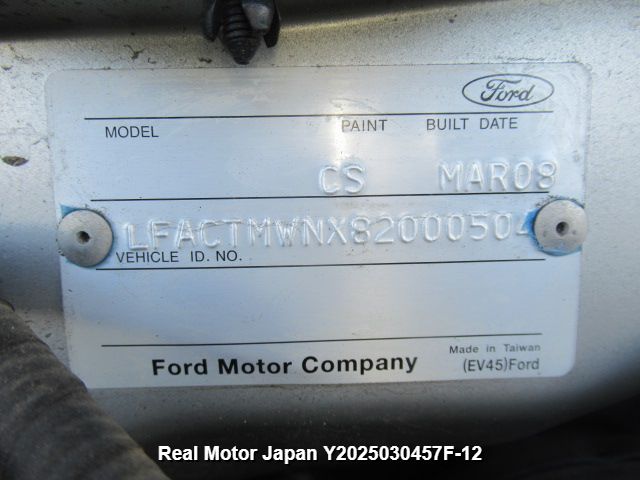 Ford
MODEL PAINT BUILT DATE
CS MAR08
LFACTMWNX82000504
VEHICLE ID. NO.
Made in Taiwan
Ford Motor Company (EV45)Ford
Real Motor Japan Y2025030457F-12